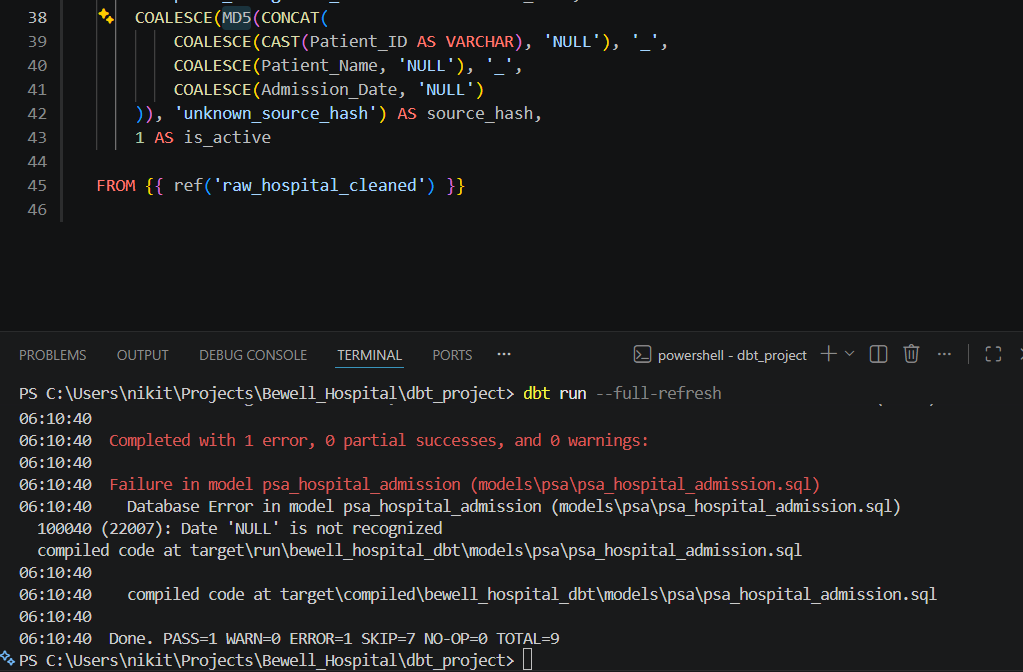 38 COALESCE(MD5(CONCAT(
39 COALESCE(CAST(Patient_ID AS VARCHAR), 'NULL'), '_',
40 COALESCE(Patient_Name, 'NULL'), '_',
41 COALESCE(Admission_Date, 'NULL')
42 )), 'unknown_source_hash') AS source_hash,
43 1 AS is_active
44
45 FROM {{ ref('raw_hospital_cleaned') }}
46
PROBLEMS OUTPUT DEBUG CONSOLE TERMINAL PORTS ··· powershell - dbt_project
PS C:\Users\nikit\Projects\Bewell_Hospital\dbt_project> dbt run --full-refresh
06:10:40
06:10:40 Completed with 1 error, 0 partial successes, and 0 warnings:
06:10:40
06:10:40 Failure in model psa_hospital_admission (models\psa\psa_hospital_admission.sql)
06:10:40 Database Error in model psa_hospital_admission (models\psa\psa_hospital_admission.sql)
100040 (22007): Date 'NULL' is not recognized
compiled code at target\run\bewell_hospital_dbt\models\psa\psa_hospital_admission.sql
06:10:40
06:10:40 compiled code at target\compiled\bewell_hospital_dbt\models\psa\psa_hospital_admission.sql
06:10:40
06:10:40 Done. PASS=1 WARN=0 ERROR=1 SKIP=7 NO-OP=0 TOTAL=9
PS C:\Users\nikit\Projects\Bewell_Hospital\dbt_project>